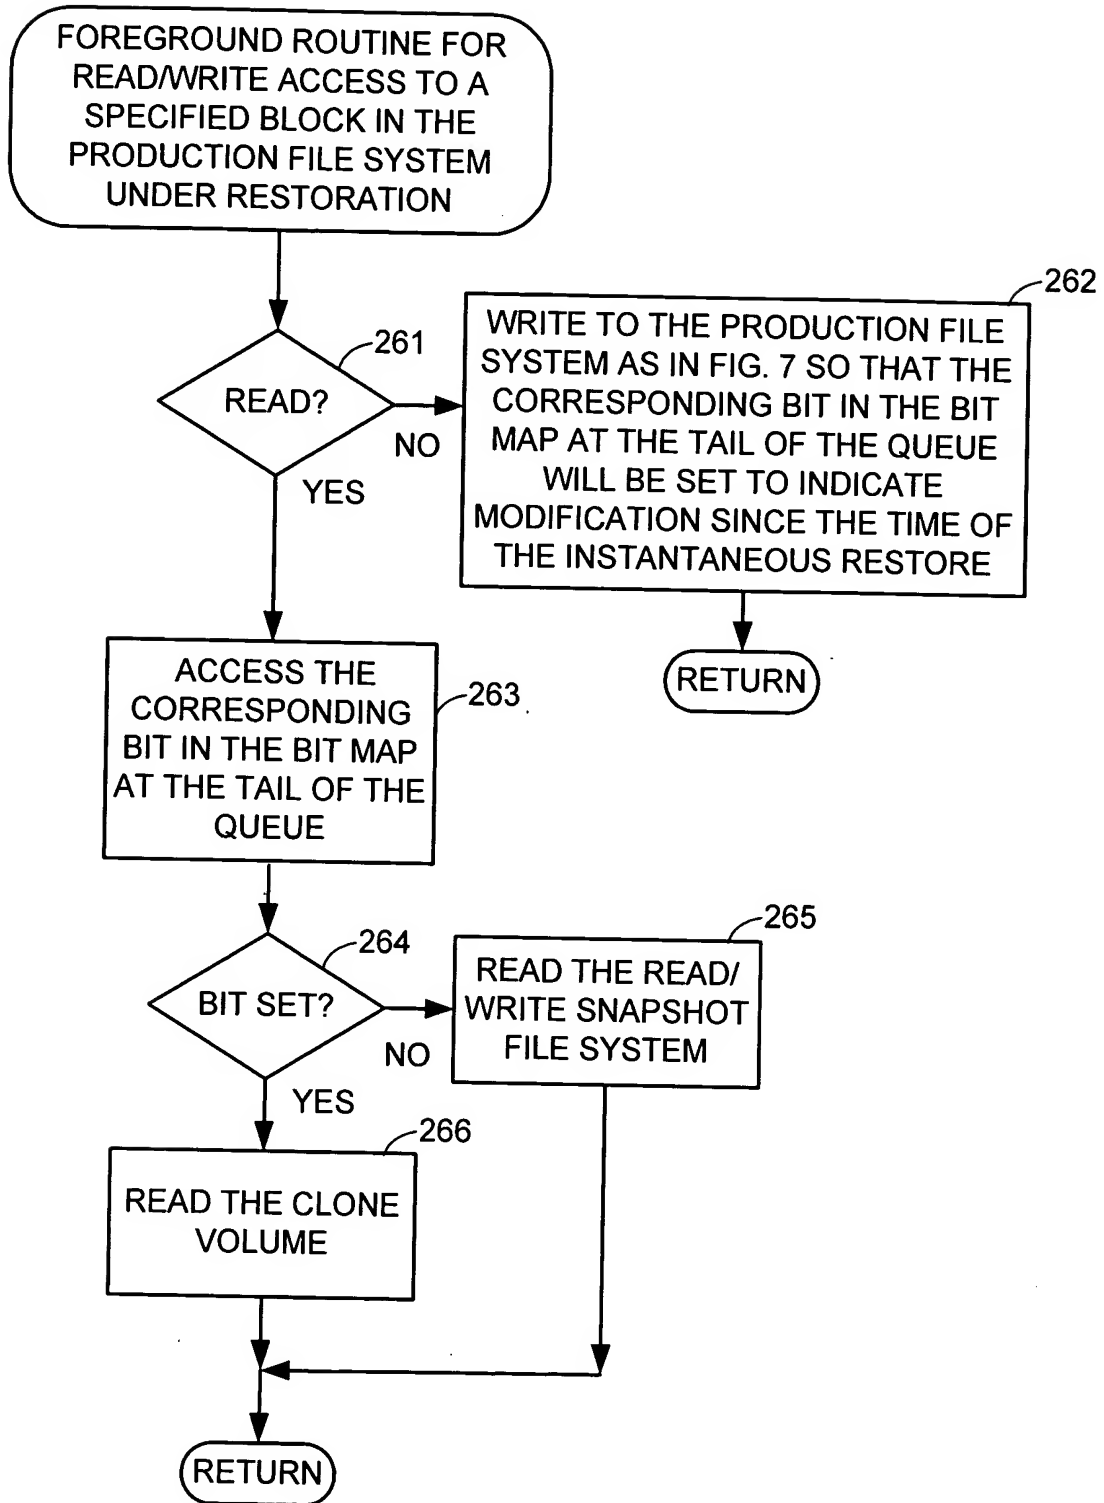 FOREGROUND ROUTINE FOR
READ/WRITE ACCESS TO A
SPECIFIED BLOCK IN THE
PRODUCTION FILE SYSTEM
UNDER RESTORATION
261
READ?
NO
YES
262
WRITE TO THE PRODUCTION FILE
SYSTEM AS IN FIG. 7 SO THAT THE
CORRESPONDING BIT IN THE BIT
MAP AT THE TAIL OF THE QUEUE
WILL BE SET TO INDICATE
MODIFICATION SINCE THE TIME OF
THE INSTANTANEOUS RESTORE
RETURN
263
ACCESS THE
CORRESPONDING
BIT IN THE BIT MAP
AT THE TAIL OF THE
QUEUE
264
BIT SET?
NO
YES
265
READ THE READ/
WRITE SNAPSHOT
FILE SYSTEM
266
READ THE CLONE
VOLUME
RETURN